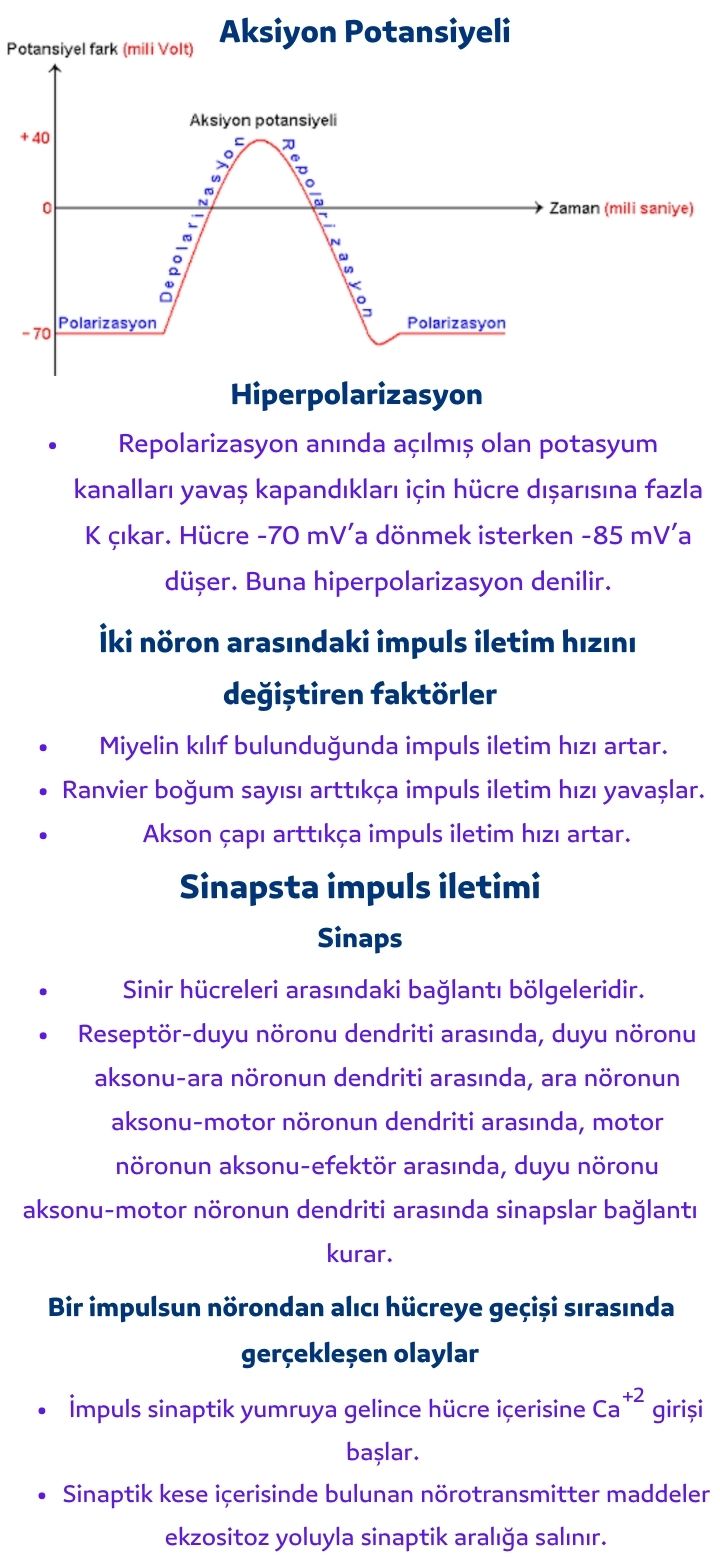 Aksiyon Potansiyeli
Potansiyel fark (mili Volt)
Aksiyon potansiyeli
+40
Depolarizasyon
Repolarizasyon
0
Zaman (mili saniye)
Polarizasyon
Polarizasyon
-70
Hiperpolarizasyon
• Repolarizasyon anında açılmış olan potasyum
kanalları yavaş kapandıkları için hücre dışarısına fazla
K çıkar. Hücre -70 mV'a dönmek isterken -85 mV'a
düşer. Buna hiperpolarizasyon denilir.
İki nöron arasındaki impuls iletim hızını
değiştiren faktörler
• Miyelin kılıf bulunduğunda impuls iletim hızı artar.
• Ranvier boğum sayısı arttıkça impuls iletim hızı yavaşlar.
• Akson çapı arttıkça impuls iletim hızı artar.
Sinapsta impuls iletimi
Sinaps
• Sinir hücreleri arasındaki bağlantı bölgeleridir.
• Reseptör-duyu nöronu dendriti arasında, duyu nöronu
aksonu-ara nöronun dendriti arasında, ara nöronun
aksonu-motor nöronun dendriti arasında, motor
nöronun aksonu-efektör arasında, duyu nöronu
aksonu-motor nöronun dendriti arasında sinapslar bağlantı
kurar.
Bir impulsun nörondan alıcı hücreye geçişi sırasında
gerçekleşen olaylar
• İmpuls sinaptik yumruya gelince hücre içerisine Ca⁺² girişi
başlar.
• Sinaptik kese içerisinde bulunan nörotransmitter maddeler
ekzositoz yoluyla sinaptik aralığa salınır.